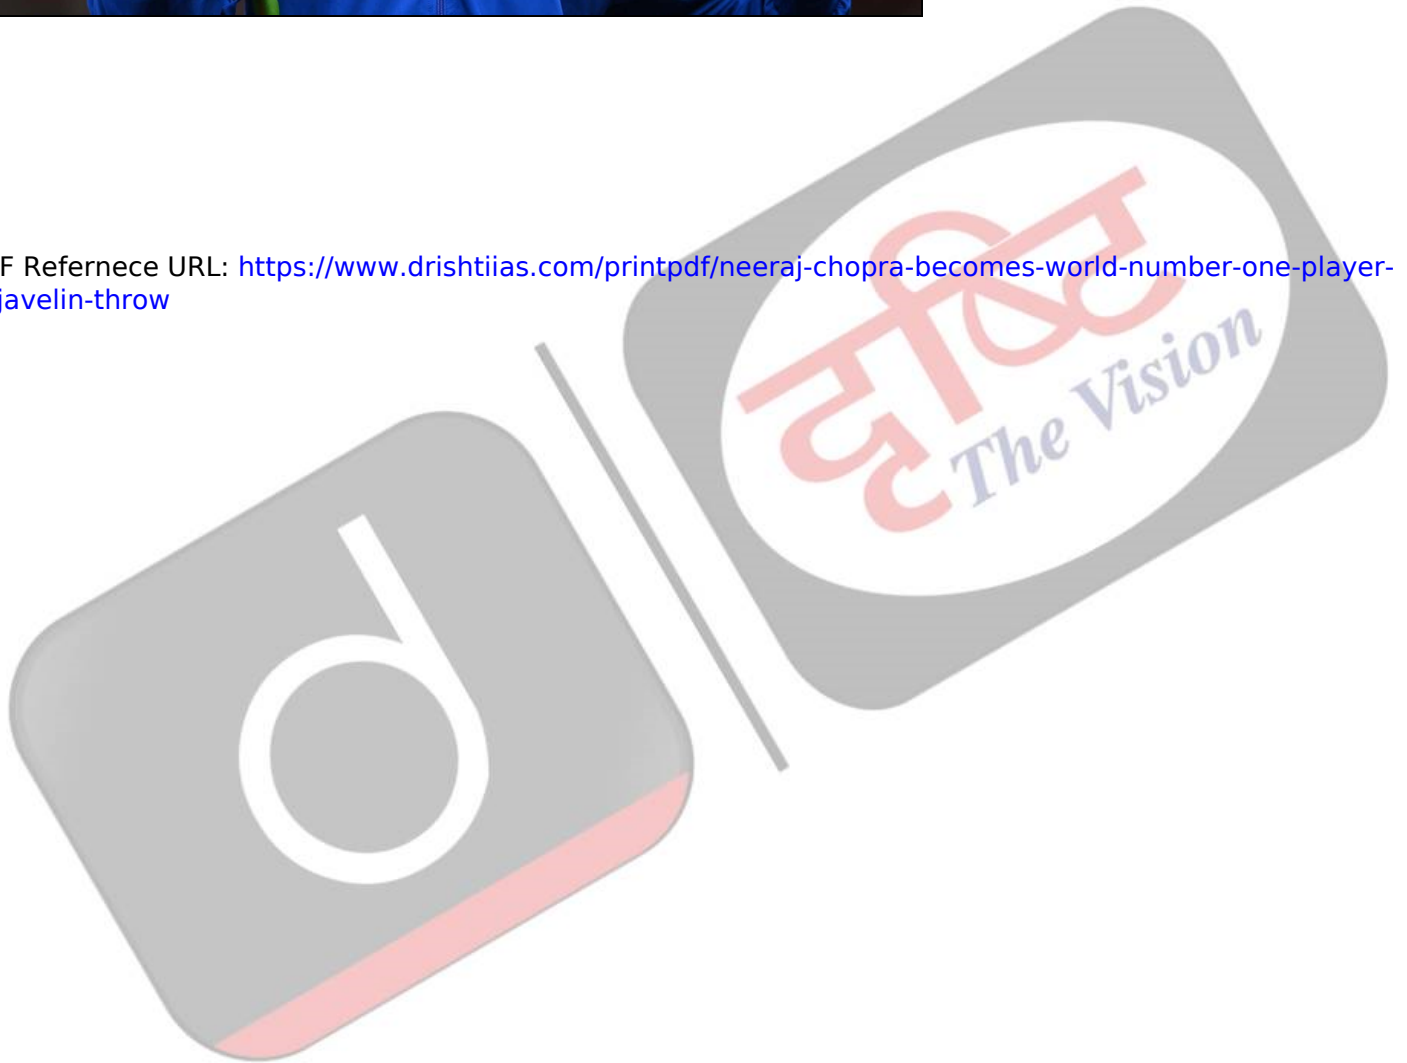 F Refernece URL: https://www.drishtiias.com/printpdf/neeraj-chopra-becomes-world-number-one-player-
javelin-throw
दृष्टि
The Vision
d